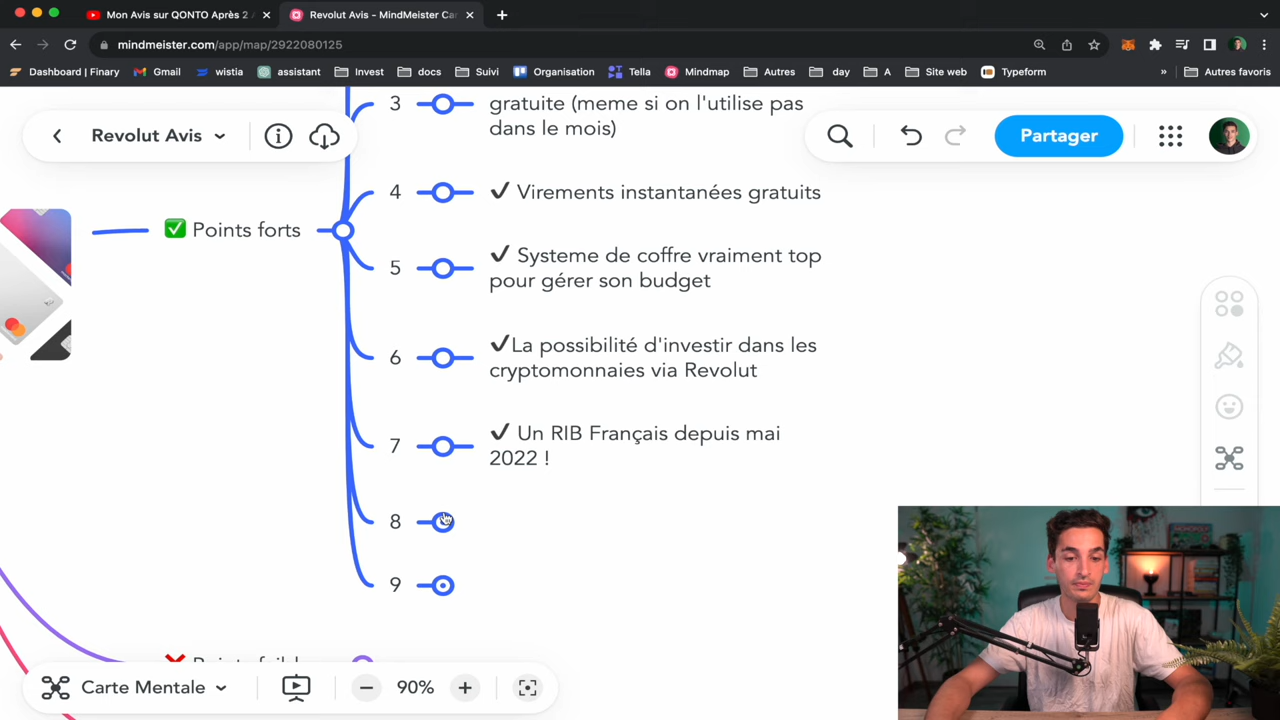 Mon Avis sur QONTO Après 2
Revolut Avis - MindMeister Ca
mindmeister.com/app/map/2922080125
Dashboard | Finary
Gmail
wistia
assistant
Invest
docs
Suivi
Organisation
Tella
Mindmap
Autres
day
A
Site web
Typeform
»
Autres favoris
Revolut Avis
Partager
3
gratuite (meme si on l'utilise pas
dans le mois)
4
✔ Virements instantanées gratuits
✅ Points forts
5
✔ Systeme de coffre vraiment top
pour gérer son budget
6
✔La possibilité d'investir dans les
cryptomonnaies via Revolut
7
✔ Un RIB Français depuis mai
2022 !
8
9
Carte Mentale
90%